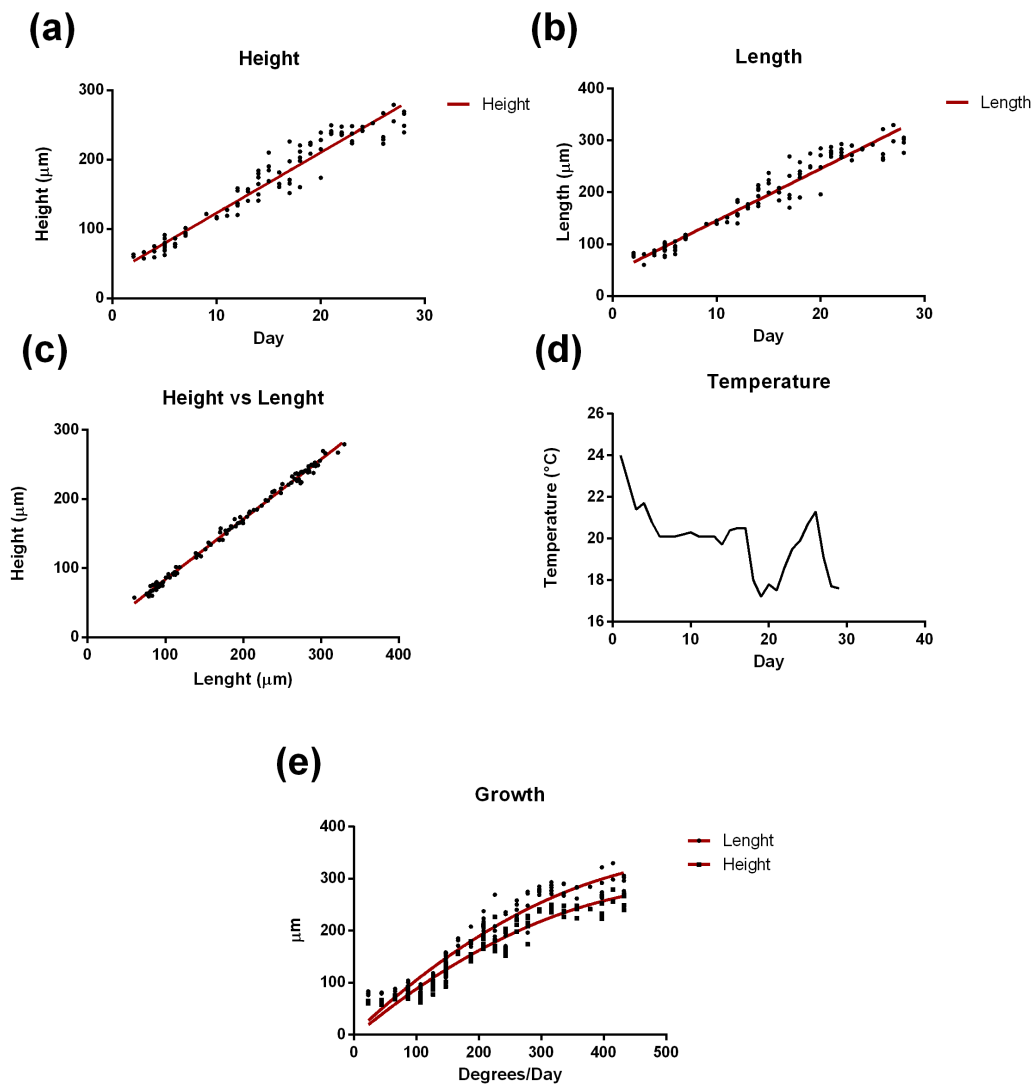 (a)
Height
Height (μm)
300
200
100
0
0 10 20 30
Day
Height
(b)
Length
Length (μm)
400
300
200
100
0
0 10 20 30
Day
Length
(c)
Height vs Lenght
Height (μm)
300
200
100
0
0 100 200 300 400
Lenght (μm)
(d)
Temperature
Temperature (°C)
26
24
22
20
18
16
0 10 20 30 40
Day
(e)
Growth
μm
400
300
200
100
0
0 100 200 300 400 500
Degrees/Day
Lenght
Height